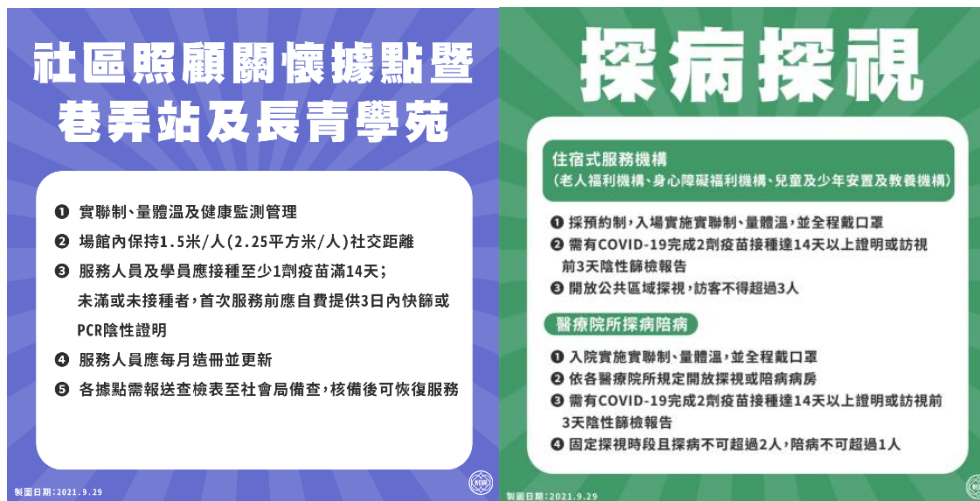 社區照顧關懷據點暨
巷弄站及長青學苑
❶ 實聯制、量體溫及健康監測管理
❷ 場館內保持1.5米/人(2.25平方米/人)社交距離
❸ 服務人員及學員應接種至少1劑疫苗滿14天；
未滿或未接種者，首次服務前應自費提供3日內快篩或
PCR陰性證明
❹ 服務人員應每月造冊並更新
❺ 各據點需報送查檢表至社會局備查，核備後可恢復服務
製圖日期：2021.9.29
探病探視
住宿式服務機構
（老人福利機構、身心障礙福利機構、兒童及少年安置及教養機構）
❶ 採預約制，入場實施實聯制、量體溫，並全程戴口罩
❷ 需有COVID-19完成2劑疫苗接種達14天以上證明或訪視
前3天陰性篩檢報告
❸ 開放公共區域探視，訪客不得超過3人
醫療院所探病陪病
❶ 入院實施實聯制、量體溫，並全程戴口罩
❷ 依各醫療院所規定開放探視或陪病病房
❸ 需有COVID-19完成2劑疫苗接種達14天以上證明或訪視前
3天陰性篩檢報告
❹ 固定探視時段且探病不可超過2人，陪病不可超過1人
製圖日期：2021.9.29